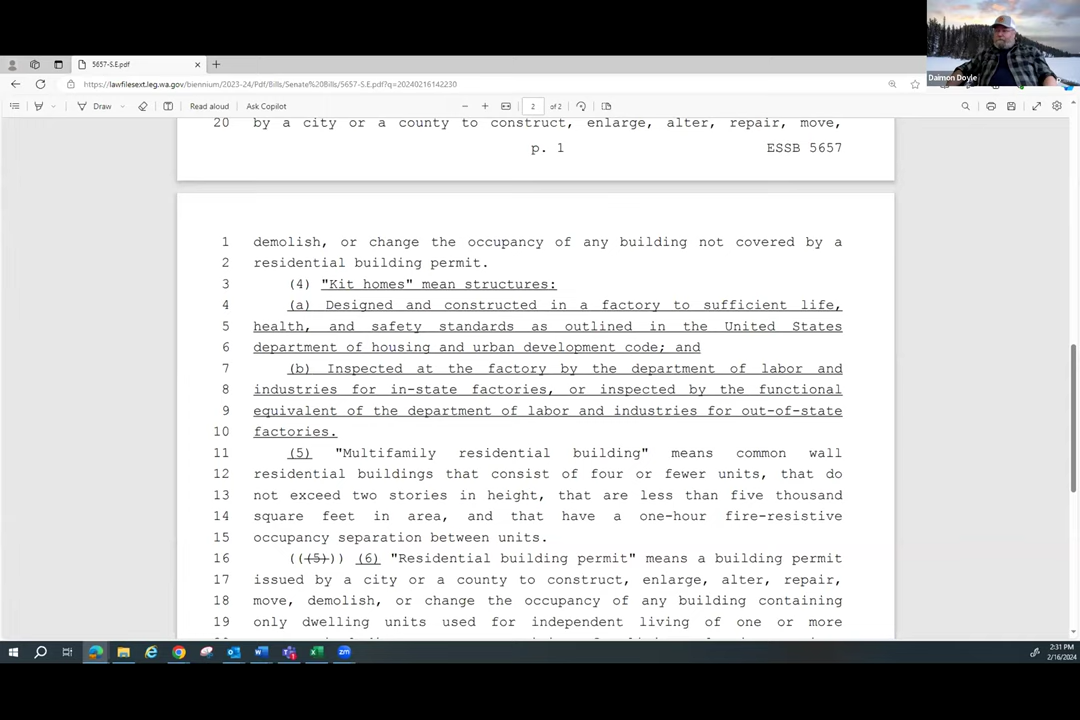 5657-S.E.pdf
https://lawfilesext.leg.wa.gov/biennium/2023-24/Pdf/Bills/Senate%20Bills/5657-S.E.pdf?q=20240216142230
Daimon Doyle
Draw
Read aloud
Ask Copilot
2 of 2
20 by a city or a county to construct, enlarge, alter, repair, move,
p. 1 ESSB 5657
1 demolish, or change the occupancy of any building not covered by a
2 residential building permit.
3 (4) "Kit homes" mean structures:
4 (a) Designed and constructed in a factory to sufficient life,
5 health, and safety standards as outlined in the United States
6 department of housing and urban development code; and
7 (b) Inspected at the factory by the department of labor and
8 industries for in-state factories, or inspected by the functional
9 equivalent of the department of labor and industries for out-of-state
10 factories.
11 (5) "Multifamily residential building" means common wall
12 residential buildings that consist of four or fewer units, that do
13 not exceed two stories in height, that are less than five thousand
14 square feet in area, and that have a one-hour fire-resistive
15 occupancy separation between units.
16 (((5))) (6) "Residential building permit" means a building permit
17 issued by a city or a county to construct, enlarge, alter, repair,
18 move, demolish, or change the occupancy of any building containing
19 only dwelling units used for independent living of one or more
2:31 PM
2/16/2024